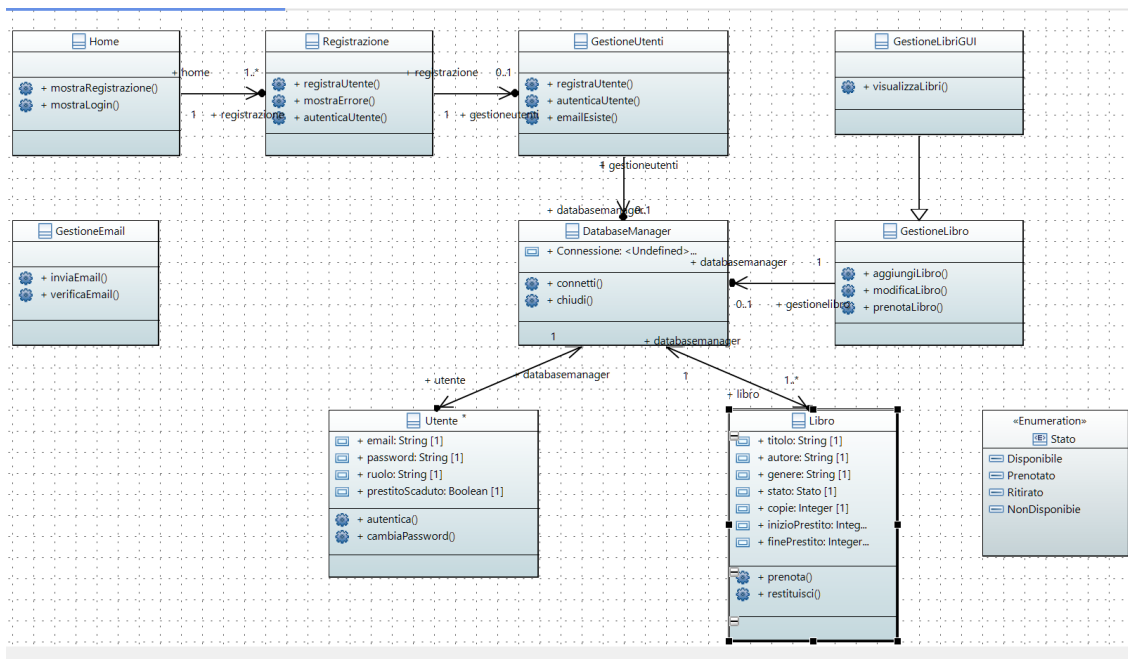 Home
+ mostraRegistrazione()
+ mostraLogin()
+ home
1..*
1
+ registrazione
Registrazione
+ registraUtente()
+ mostraErrore()
+ autenticaUtente()
+ registrazione
0..1
1
+ gestioneutenti
GestioneUtenti
+ registraUtente()
+ autenticaUtente()
+ emailEsiste()
GestioneLibriGUI
+ visualizzaLibri()
1
+ gestioneutenti
+ databasemanager
0..1
GestioneEmail
+ inviaEmail()
+ verificaEmail()
DatabaseManager
+ Connessione: <Undefined>...
+ connetti()
+ chiudi()
+ databasemanager
1
0..1
+ gestionelibro
GestioneLibro
+ aggiungiLibro()
+ modificaLibro()
+ prenotaLibro()
1
+ databasemanager
+ utente
*
+ databasemanager
1
1..*
+ libro
Utente
+ email: String [1]
+ password: String [1]
+ ruolo: String [1]
+ prestitoScaduto: Boolean [1]
+ autentica()
+ cambiaPassword()
Libro
+ titolo: String [1]
+ autore: String [1]
+ genere: String [1]
+ stato: Stato [1]
+ copie: Integer [1]
+ inizioPrestito: Integ...
+ finePrestito: Integer...
+ prenota()
+ restituisci()
«Enumeration»
Stato
Disponibile
Prenotato
Ritirato
NonDisponibie